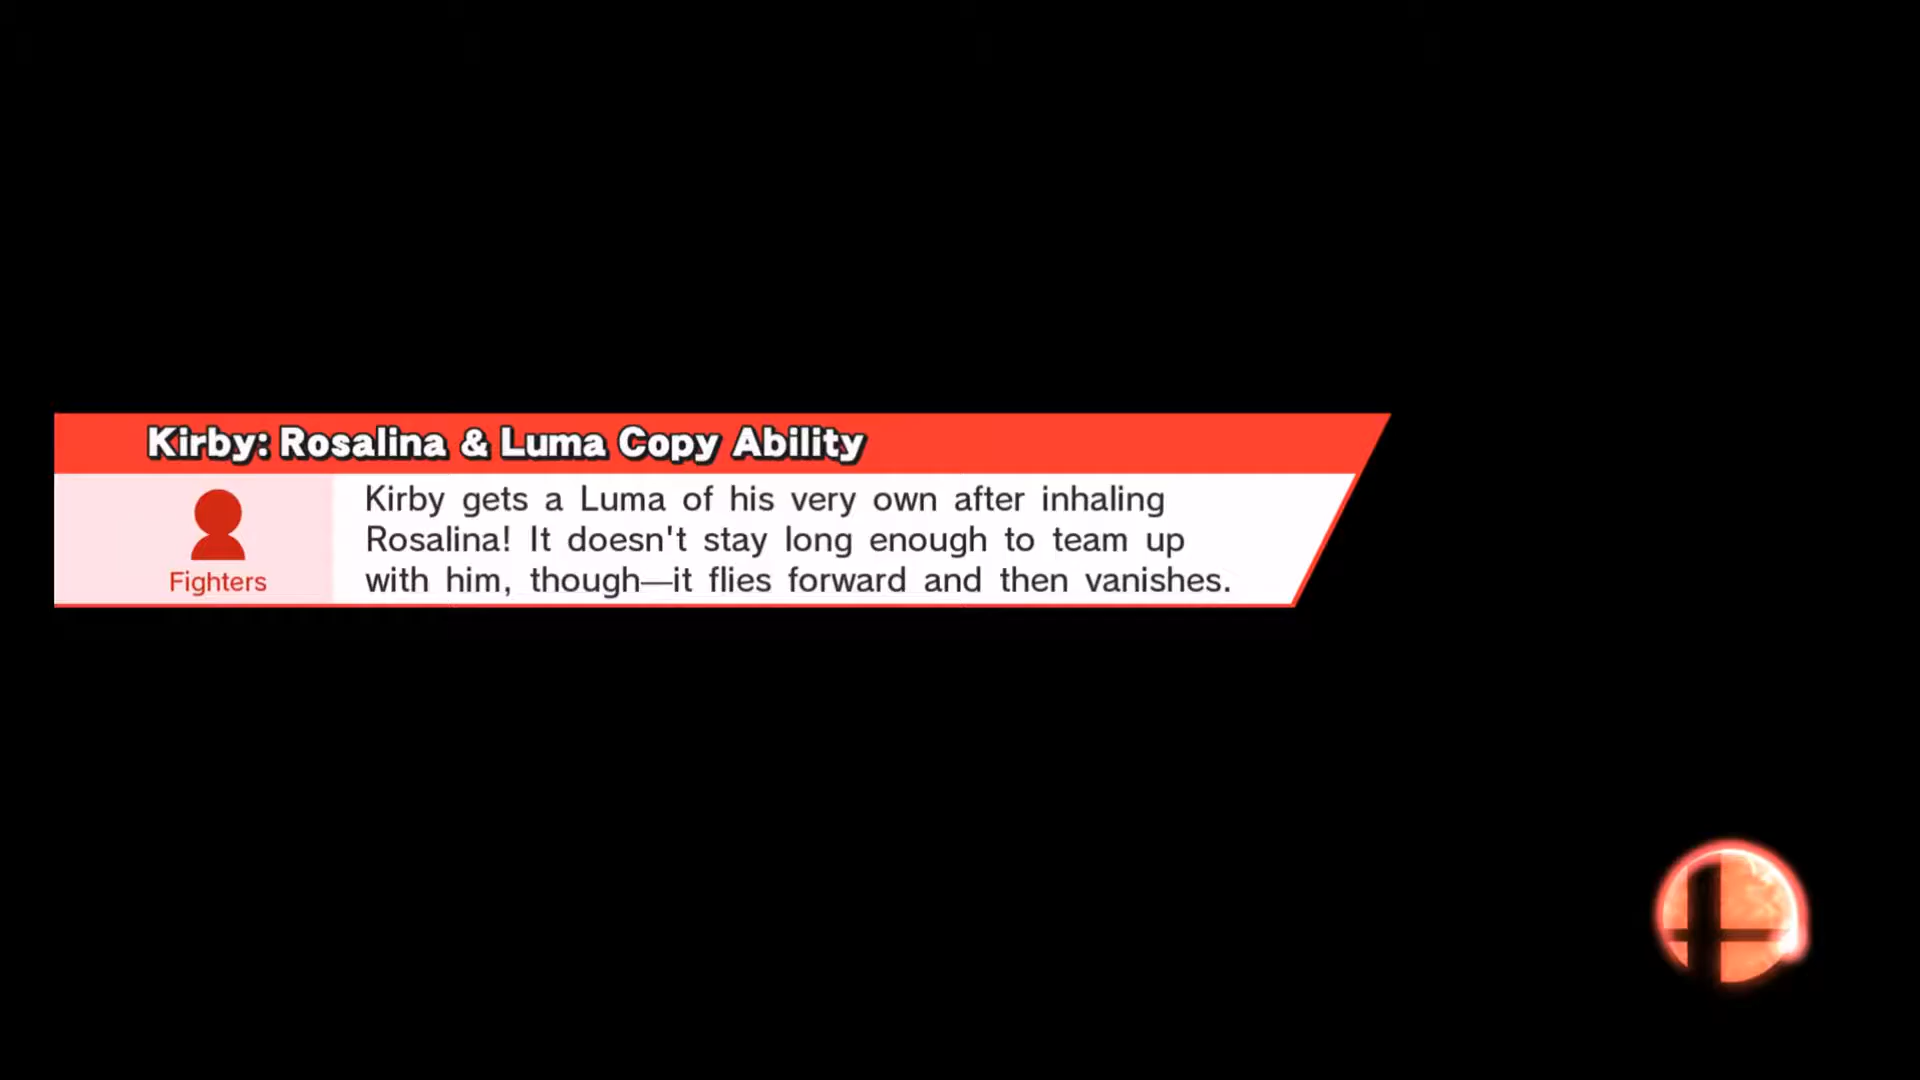 Kirby: Rosalina & Luma Copy Ability
Fighters
Kirby gets a Luma of his very own after inhaling
Rosalina! It doesn't stay long enough to team up
with him, though—it flies forward and then vanishes.